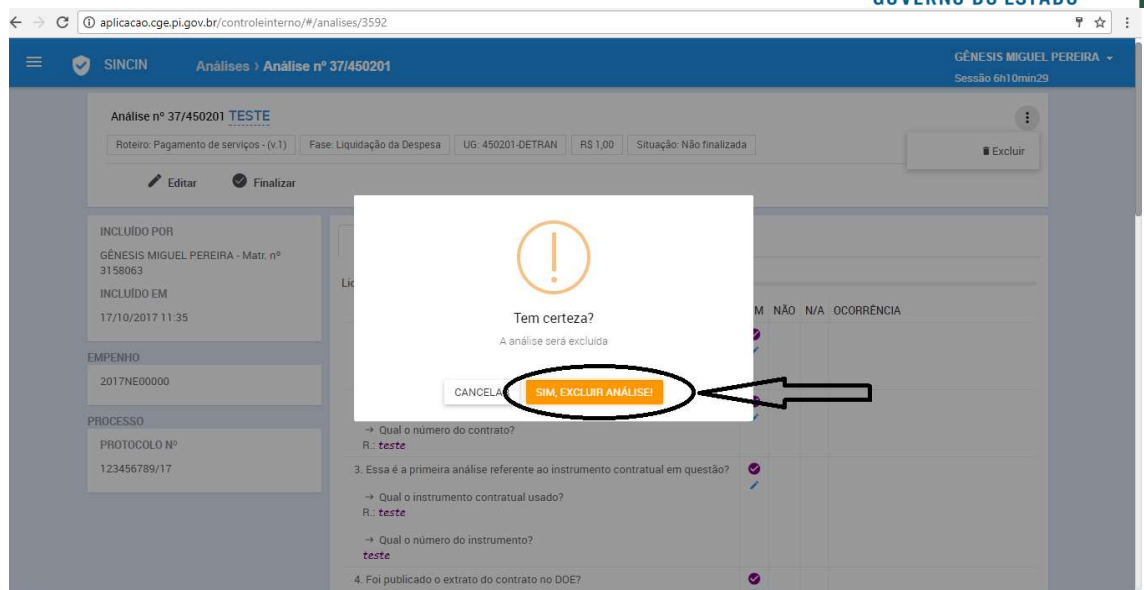 GOVERNO DO ESTADO
aplicacao.cge.pi.gov.br/controleinterno/#/analises/3592
SINCIN
Análises › Análise nº 37/450201
GÊNESIS MIGUEL PEREIRA
Sessão 6h10min29
Análise nº 37/450201 TESTE
Roteiro: Pagamento de serviços - (v.1)
Fase: Liquidação da Despesa
UG: 450201-DETRAN
R$ 1,00
Situação: Não finalizada
Excluir
Editar
Finalizar
INCLUÍDO POR
GÊNESIS MIGUEL PEREIRA - Matr. nº
3158063
INCLUÍDO EM
17/10/2017 11:35
EMPENHO
2017NE00000
PROCESSO
PROTOCOLO Nº
123456789/17
Tem certeza?
A análise será excluída
SIM, EXCLUIR ANÁLISE!
NÃO N/A OCORRÊNCIA
→ Qual o número do contrato?
R.: teste
3. Essa é a primeira análise referente ao instrumento contratual em questão?
→ Qual o instrumento contratual usado?
R.: teste
→ Qual o número do instrumento?
teste
4. Foi publicado o extrato do contrato no DOE?